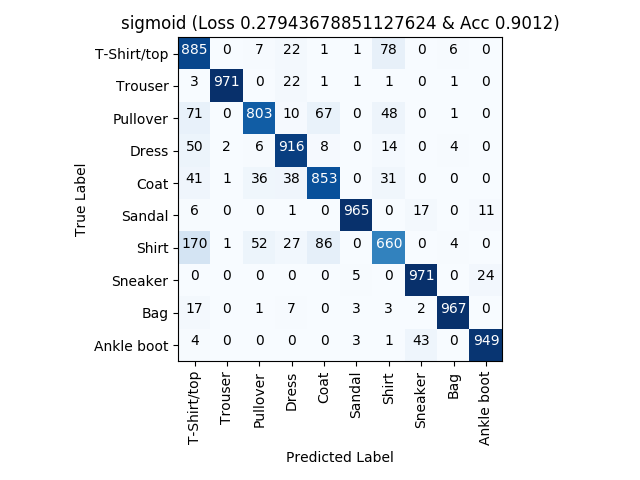 sigmoid (Loss 0.27943678851127624 & Acc 0.9012)
True Label
T-Shirt/top 885 0 7 22 1 1 78 0 6 0
Trouser 3 971 0 22 1 1 1 0 1 0
Pullover 71 0 803 10 67 0 48 0 1 0
Dress 50 2 6 916 8 0 14 0 4 0
Coat 41 1 36 38 853 0 31 0 0 0
Sandal 6 0 0 1 0 965 0 17 0 11
Shirt 170 1 52 27 86 0 660 0 4 0
Sneaker 0 0 0 0 0 5 0 971 0 24
Bag 17 0 1 7 0 3 3 2 967 0
Ankle boot 4 0 0 0 0 3 1 43 0 949
T-Shirt/top Trouser Pullover Dress Coat Sandal Shirt Sneaker Bag Ankle boot
Predicted Label